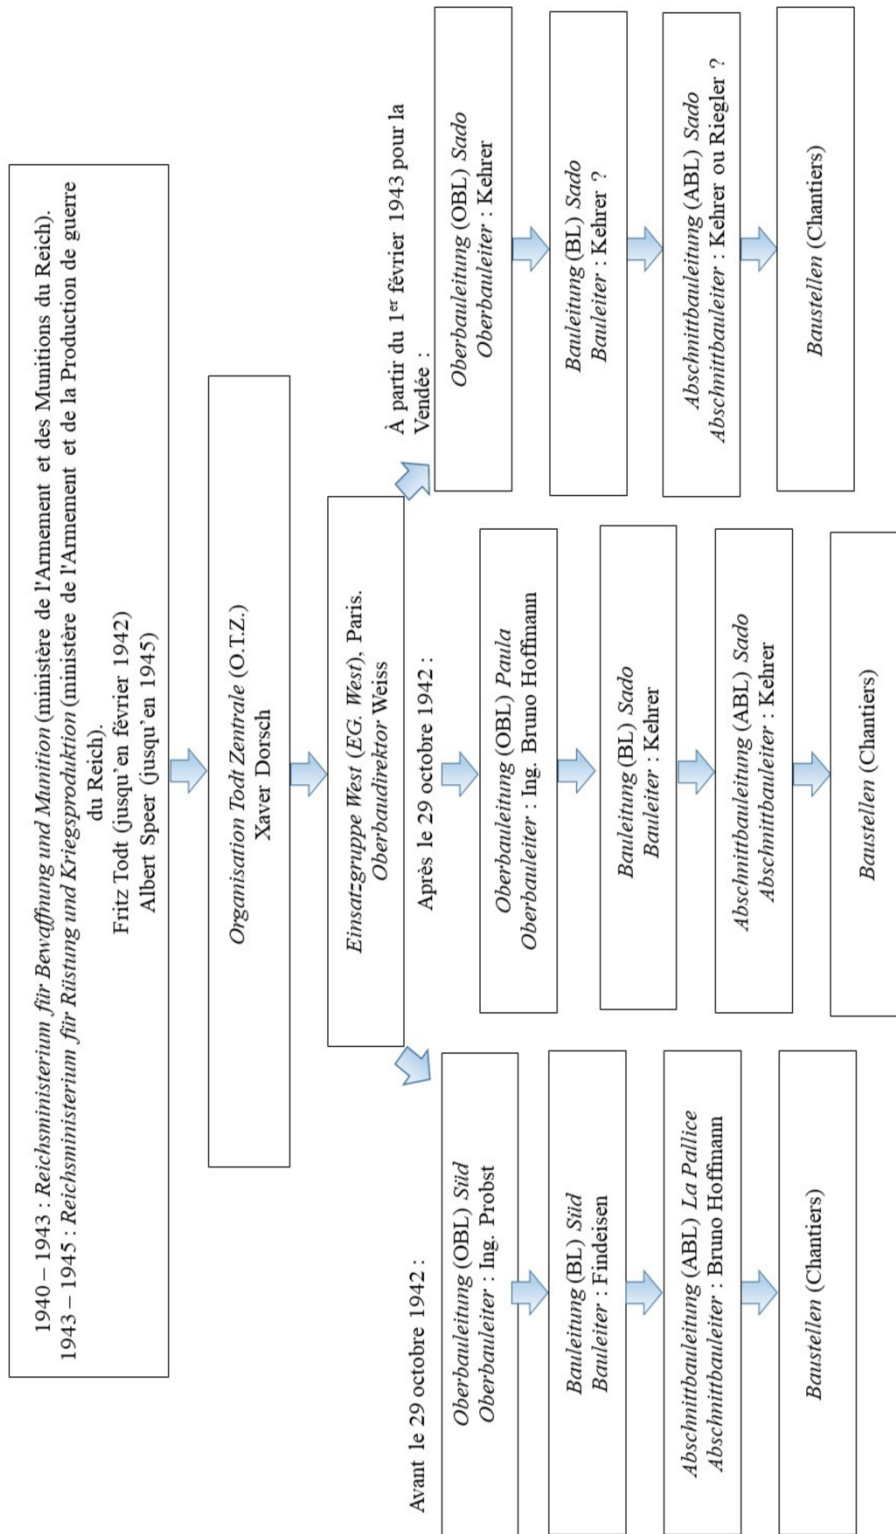 1940 – 1943 : Reichsministerium für Bewaffnung und Munition (ministère de l'Armement et des Munitions du Reich).
1943 – 1945 : Reichsministerium für Rüstung und Kriegsproduktion (ministère de l'Armement et de la Production de guerre
du Reich).
Fritz Todt (jusqu'en février 1942)
Albert Speer (jusqu'en 1945)
Organisation Todt Zentrale (O.T.Z.)
Xaver Dorsch
Einsatzgruppe West (EG. West), Paris.
Oberbaudirektor Weiss
Avant le 29 octobre 1942 :
Oberbauleitung (OBL) Süd
Oberbauleiter : Ing. Probst
Bauleitung (BL) Süd
Bauleiter : Findeisen
Abschnittbauleitung (ABL) La Pallice
Abschnittbauleiter : Bruno Hoffmann
Baustellen (Chantiers)
Après le 29 octobre 1942 :
Oberbauleitung (OBL) Paula
Oberbauleiter : Ing. Bruno Hoffmann
Bauleitung (BL) Sado
Bauleiter : Kehrer
Abschnittbauleitung (ABL) Sado
Abschnittbauleiter : Kehrer
Baustellen (Chantiers)
À partir du 1er février 1943 pour la
Vendée :
Oberbauleitung (OBL) Sado
Oberbauleiter : Kehrer
Bauleitung (BL) Sado
Bauleiter : Kehrer ?
Abschnittbauleitung (ABL) Sado
Abschnittbauleiter : Kehrer ou Riegler ?
Baustellen (Chantiers)